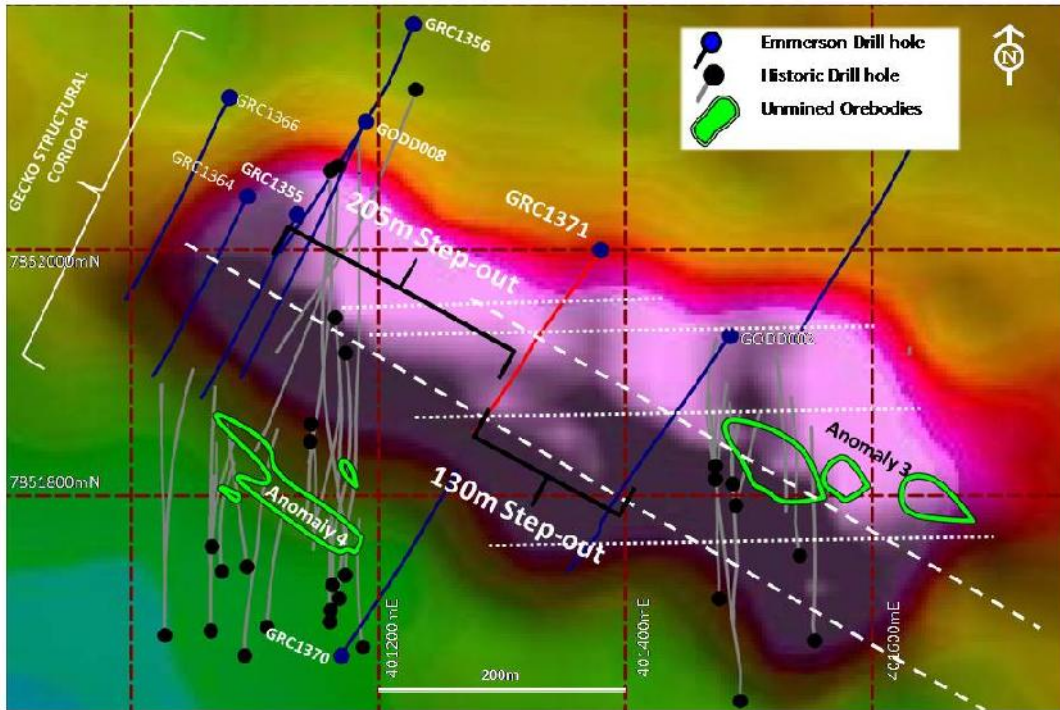 GRC1356
Emmerson Drill hole
Historic Drill hole
Unmined Orebodies
N
GECKO STRUCTURAL
CORIDOR
GRC1366
GODD008
GRC1364
GRC1355
205m Step-out
GRC1371
7852000mN
Anomaly 3
7851800mN
Anomaly 4
130m Step-out
GRC1370
401200mE
401400mE
401600mE
200m